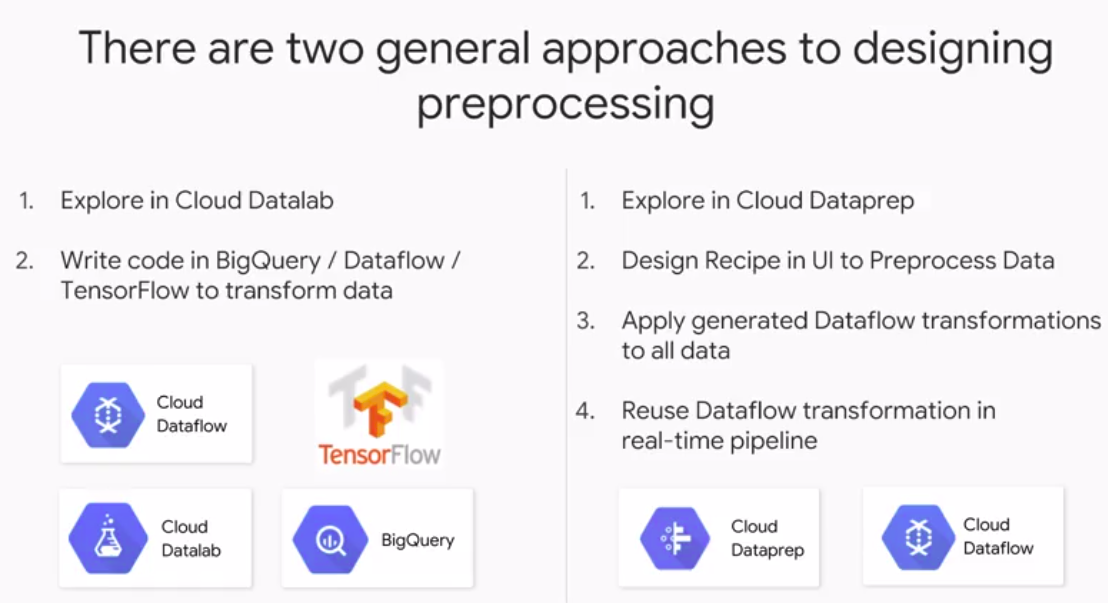 There are two general approaches to designing
preprocessing
1. Explore in Cloud Datalab
2. Write code in BigQuery / Dataflow /
TensorFlow to transform data
Cloud
Dataflow
TensorFlow
Cloud
Datalab
BigQuery
1. Explore in Cloud Dataprep
2. Design Recipe in UI to Preprocess Data
3. Apply generated Dataflow transformations
to all data
4. Reuse Dataflow transformation in
real-time pipeline
Cloud
Dataprep
Cloud
Dataflow